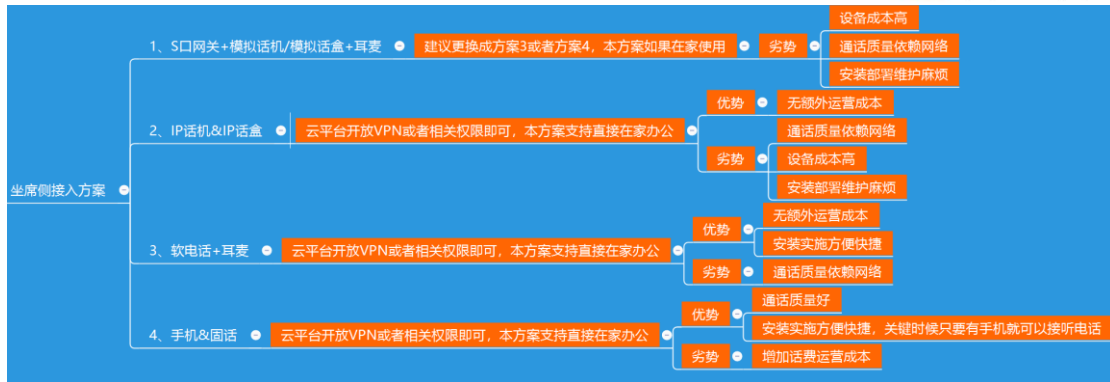 坐席侧接入方案
1、S口网关+模拟话机/模拟话盒+耳麦
建议更换成方案3或者方案4，本方案如果在家使用
劣势
设备成本高
通话质量依赖网络
安装部署维护麻烦
2、IP话机&IP话盒
云平台开放VPN或者相关权限即可，本方案支持直接在家办公
优势
无额外运营成本
劣势
通话质量依赖网络
设备成本高
安装部署维护麻烦
3、软电话+耳麦
云平台开放VPN或者相关权限即可，本方案支持直接在家办公
优势
无额外运营成本
安装实施方便快捷
劣势
通话质量依赖网络
4、手机&固话
云平台开放VPN或者相关权限即可，本方案支持直接在家办公
优势
通话质量好
安装实施方便快捷，关键时候只要有手机就可以接听电话
劣势
增加话费运营成本